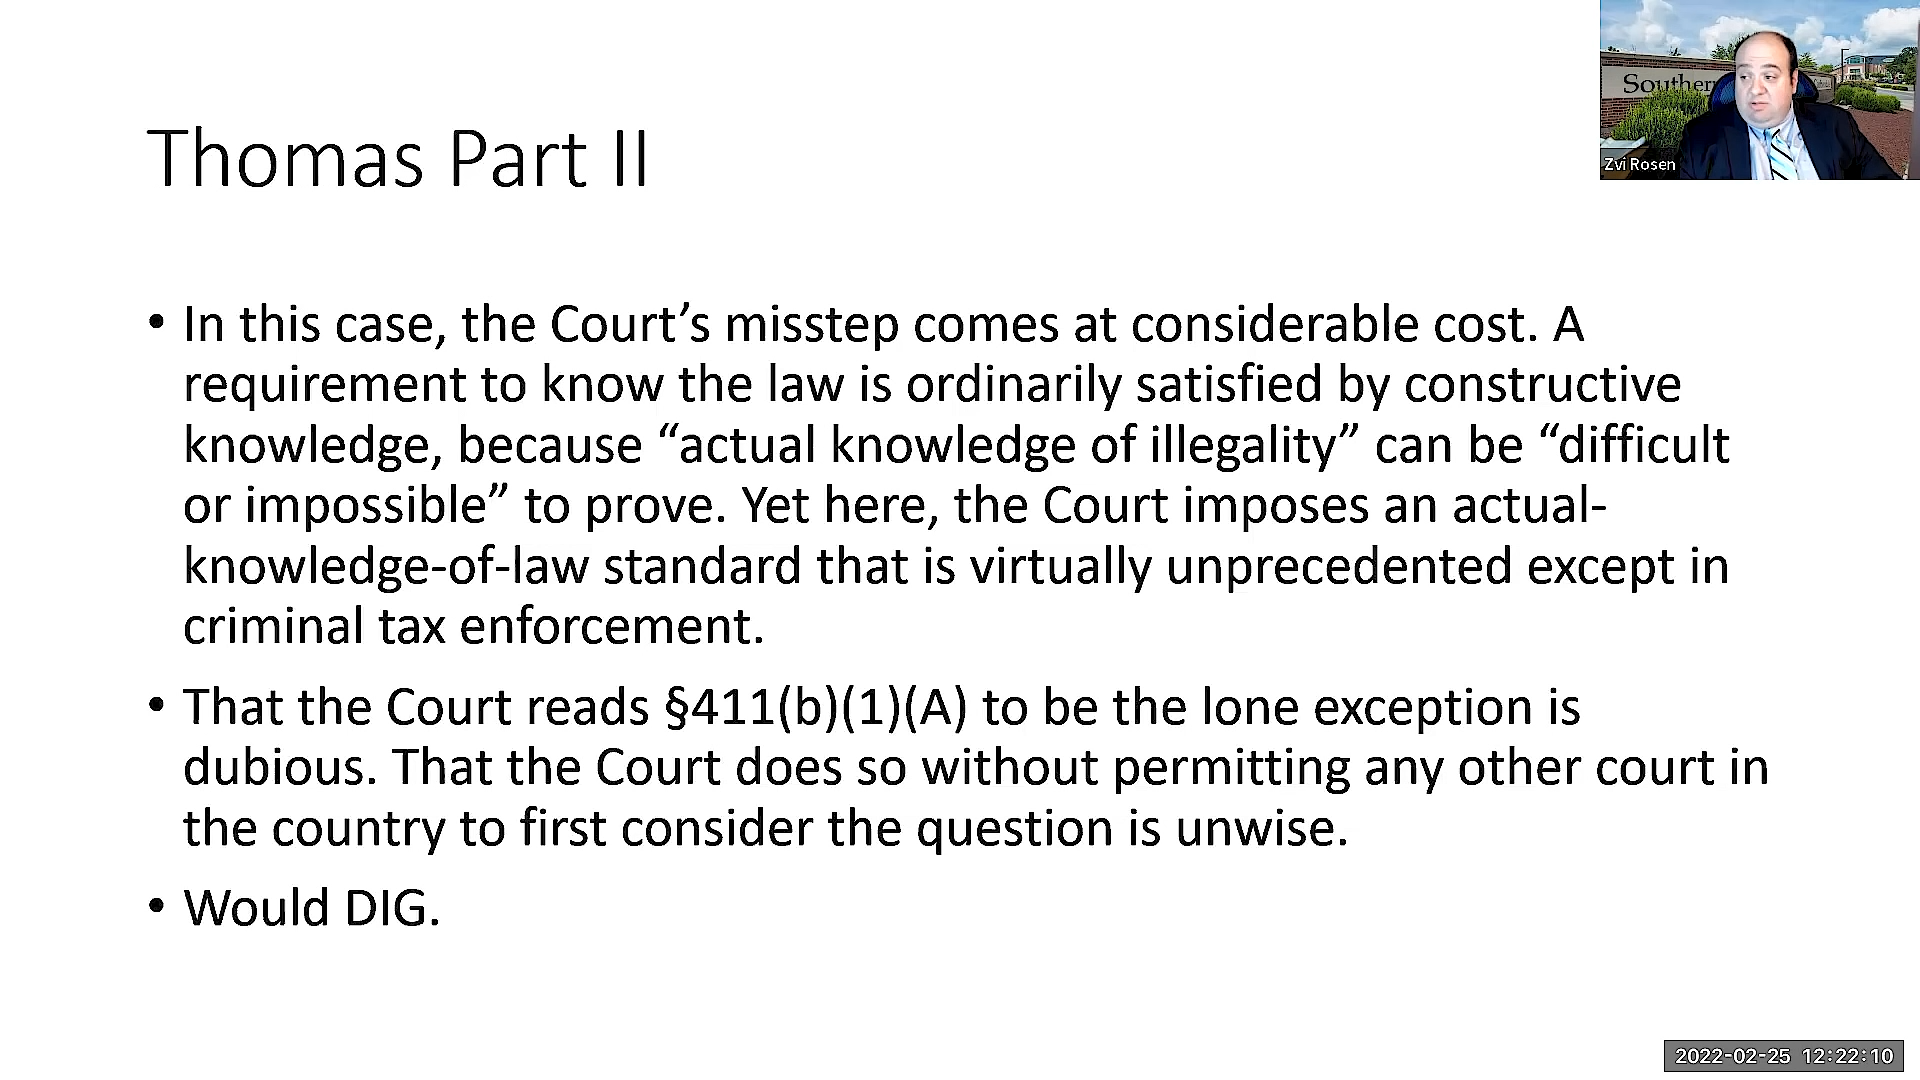 Thomas Part II
Southern
Zvi Rosen
• In this case, the Court’s misstep comes at considerable cost. A
requirement to know the law is ordinarily satisfied by constructive
knowledge, because “actual knowledge of illegality” can be “difficult
or impossible” to prove. Yet here, the Court imposes an actual-
knowledge-of-law standard that is virtually unprecedented except in
criminal tax enforcement.
• That the Court reads §411(b)(1)(A) to be the lone exception is
dubious. That the Court does so without permitting any other court in
the country to first consider the question is unwise.
• Would DIG.
2022-02-25 12:22:10